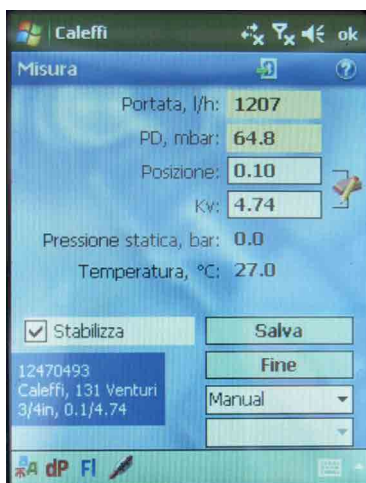 Caleffi
ok
Misura
?
Portata, l/h: 1207
PD, mbar: 64.8
Posizione: 0.10
Kv: 4.74
Pressione statica, bar: 0.0
Temperatura, °C: 27.0
Stabilizza
Salva
12470493
Caleffi, 131 Venturi
3/4in, 0.1/4.74
Fine
Manual
A dP Fl